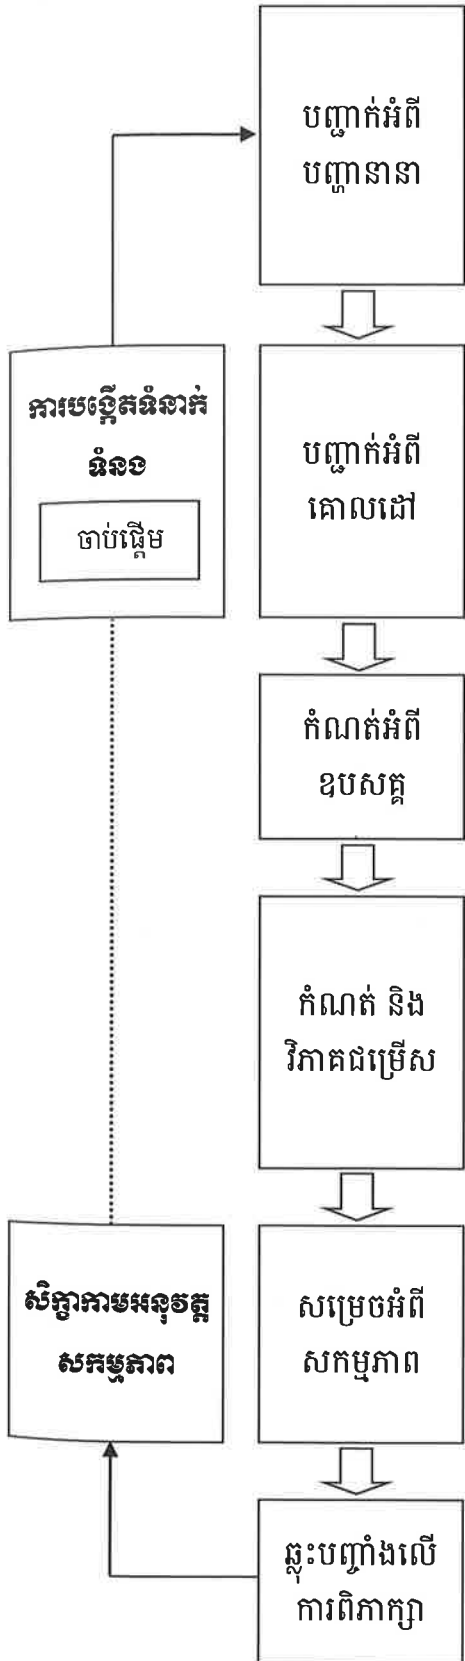 បញ្ជាក់អំពី
បញ្ហានានា
ការបង្កើតទំនាក់
ទំនង
ចាប់ផ្តើម
បញ្ជាក់អំពី
គោលដៅ
កំណត់អំពី
ឧបសគ្គ
កំណត់ និង
វិភាគជម្រើស
សិក្ខាកាមអនុវត្ត
សកម្មភាព
សម្រេចអំពី
សកម្មភាព
ឆ្លុះបញ្ចាំងលើ
ការពិភាក្សា